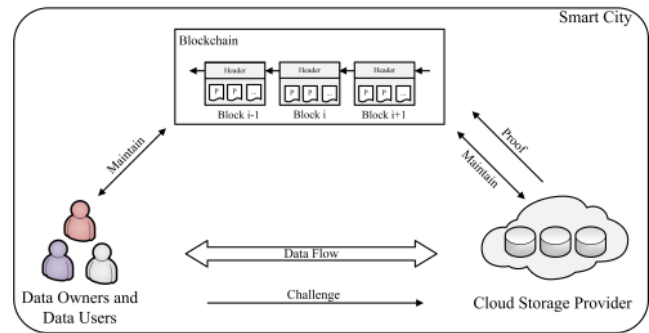 Smart City
Blockchain
Header Header Header
P P ... P P ... P P ...
Block i-1 Block i Block i+1
Maintain
Maintain
Proof
Data Flow
Challenge
Data Owners and
Data Users
Cloud Storage Provider